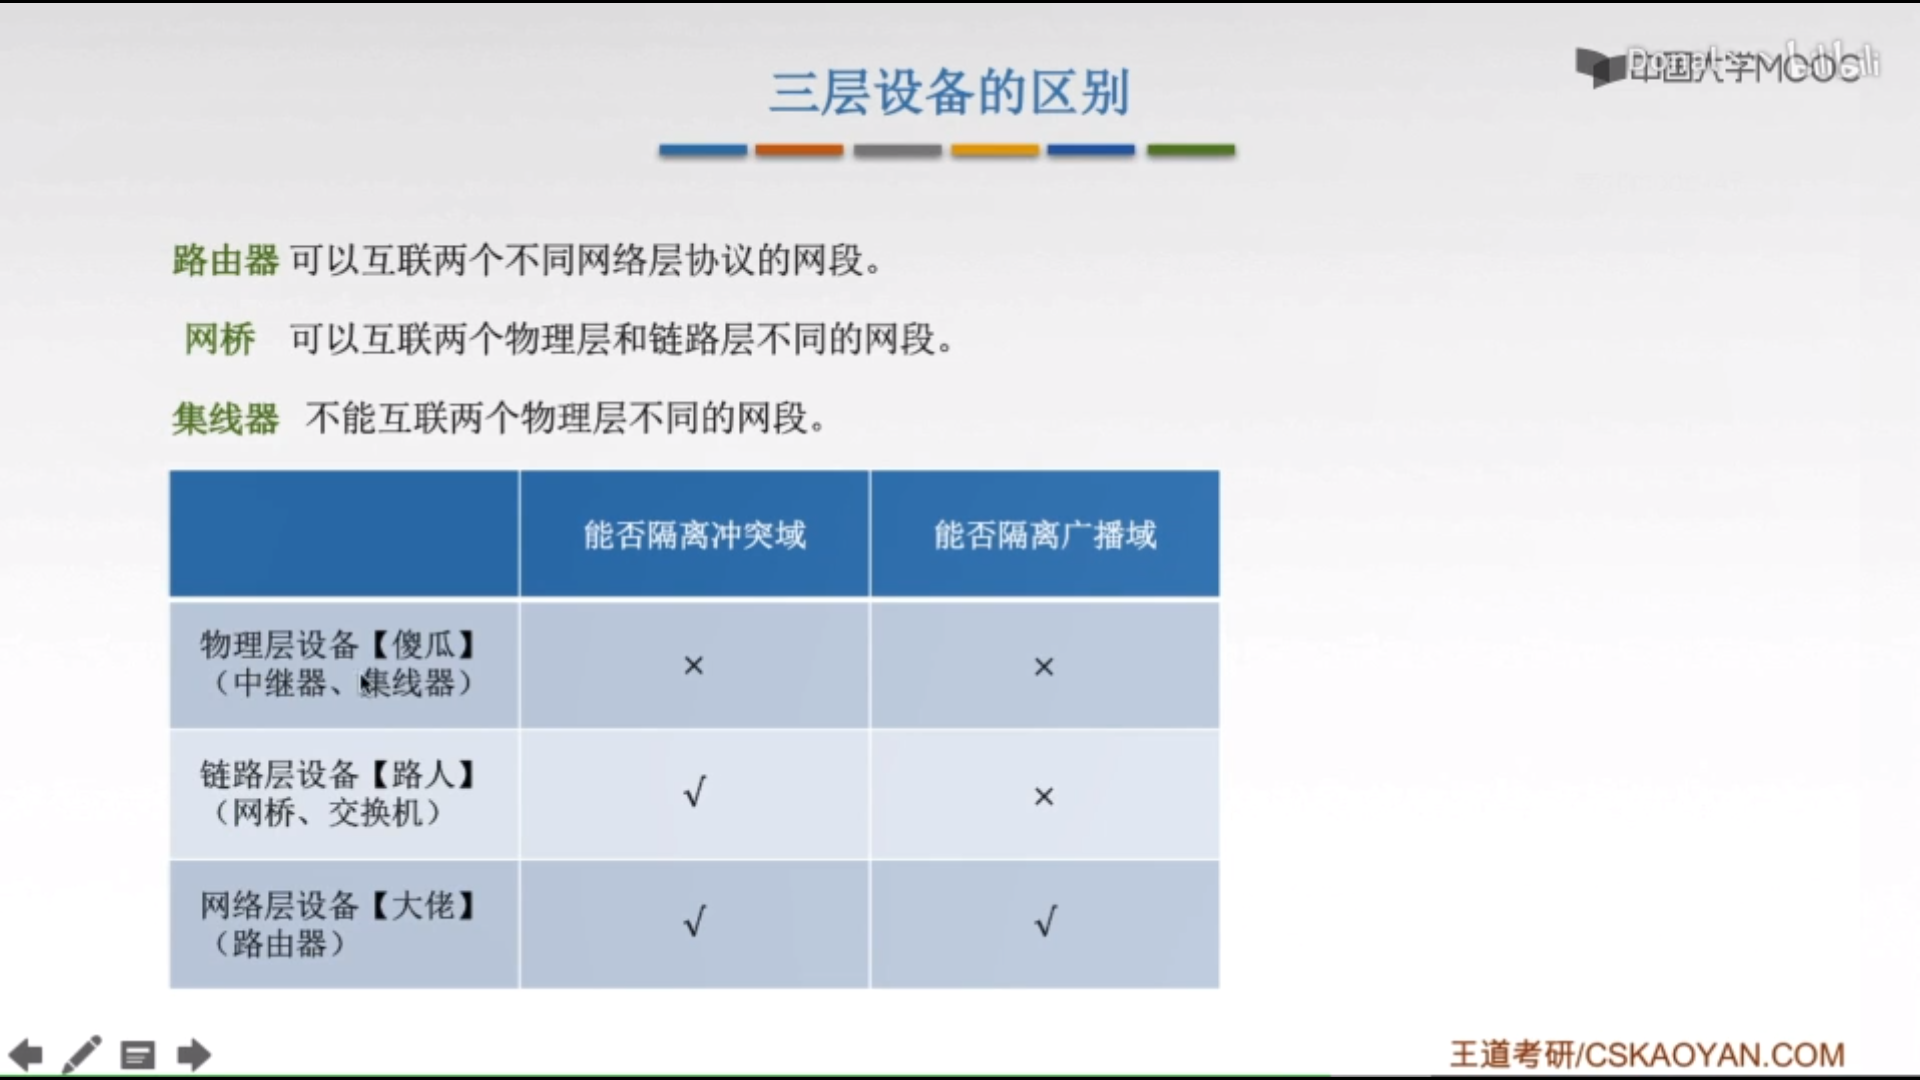 三层设备的区别
中国大学MOOC
路由器 可以互联两个不同网络层协议的网段。
网桥 可以互联两个物理层和链路层不同的网段。
集线器 不能互联两个物理层不同的网段。
能否隔离冲突域 能否隔离广播域
物理层设备【傻瓜】
（中继器、集线器） × ×
链路层设备【路人】
（网桥、交换机） √ ×
网络层设备【大佬】
（路由器） √ √
王道考研/CSKAOYAN.COM